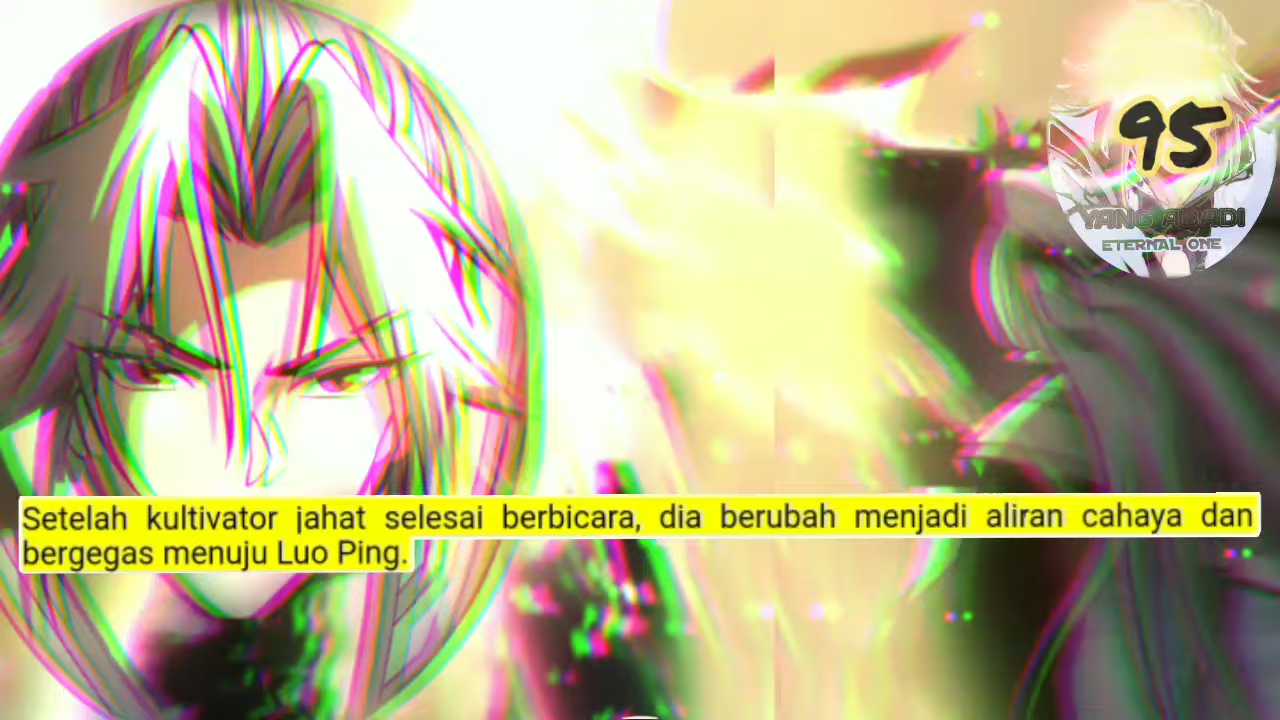 95
YANG ABADI
ETERNAL ONE
Setelah kultivator jahat selesai berbicara, dia berubah menjadi aliran cahaya dan
bergegas menuju Luo Ping.